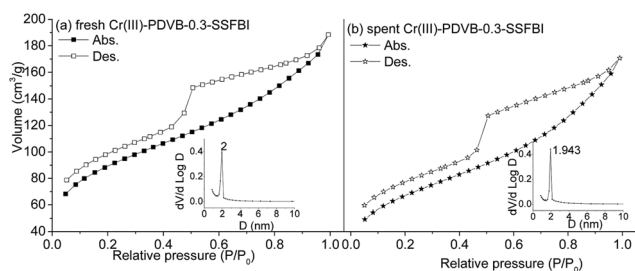 (a) fresh Cr(III)-PDVB-0.3-SSFBI
Abs.
Des.
Volume (cm³/g)
200
180
160
140
120
100
80
60
40
0.0 0.2 0.4 0.6 0.8 1.0
Relative pressure (P/P₀)
dV/d Log D
0.4
0.2
0.0
2
0 2 4 6 8 10
D (nm)
(b) spent Cr(III)-PDVB-0.3-SSFBI
Abs.
Des.
0.0 0.2 0.4 0.6 0.8 1.0
Relative pressure (P/P₀)
dV/d Log D
0.4
0.2
0.0
1.943
0 2 4 6 8 10
D (nm)